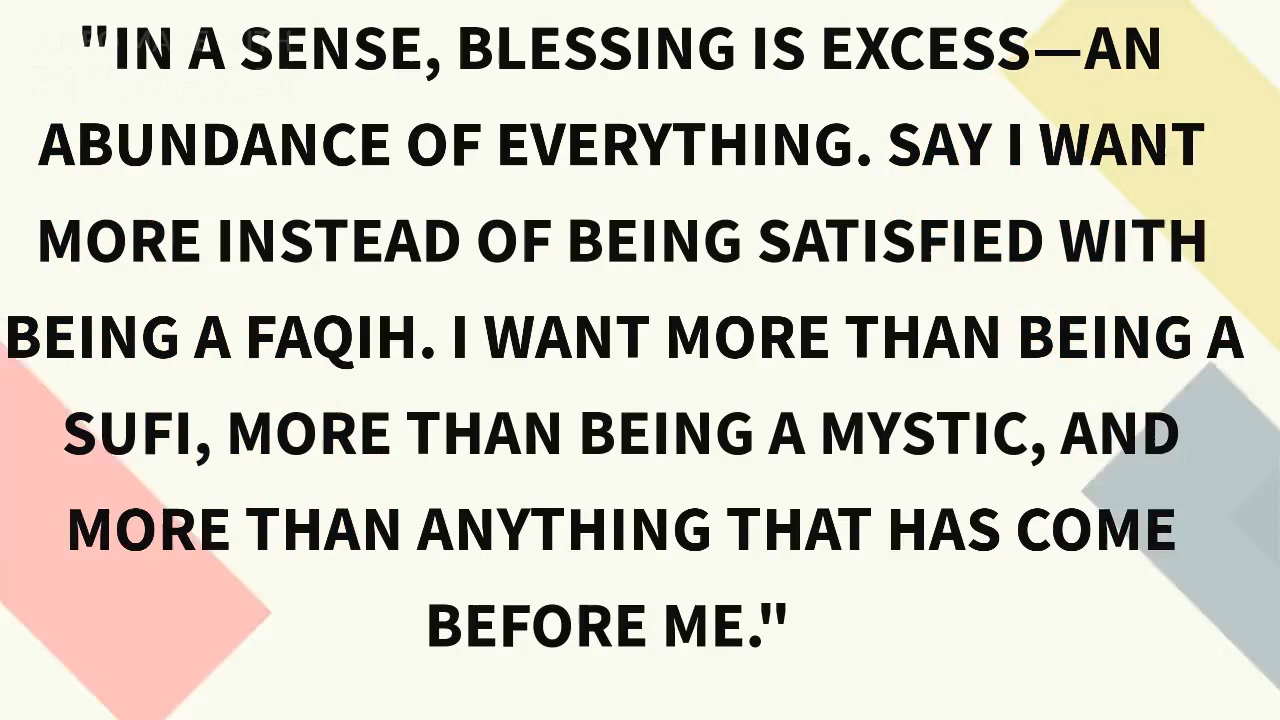 "IN A SENSE, BLESSING IS EXCESS—AN
ABUNDANCE OF EVERYTHING. SAY I WANT
MORE INSTEAD OF BEING SATISFIED WITH
BEING A FAQIH. I WANT MORE THAN BEING A
SUFI, MORE THAN BEING A MYSTIC, AND
MORE THAN ANYTHING THAT HAS COME
BEFORE ME."